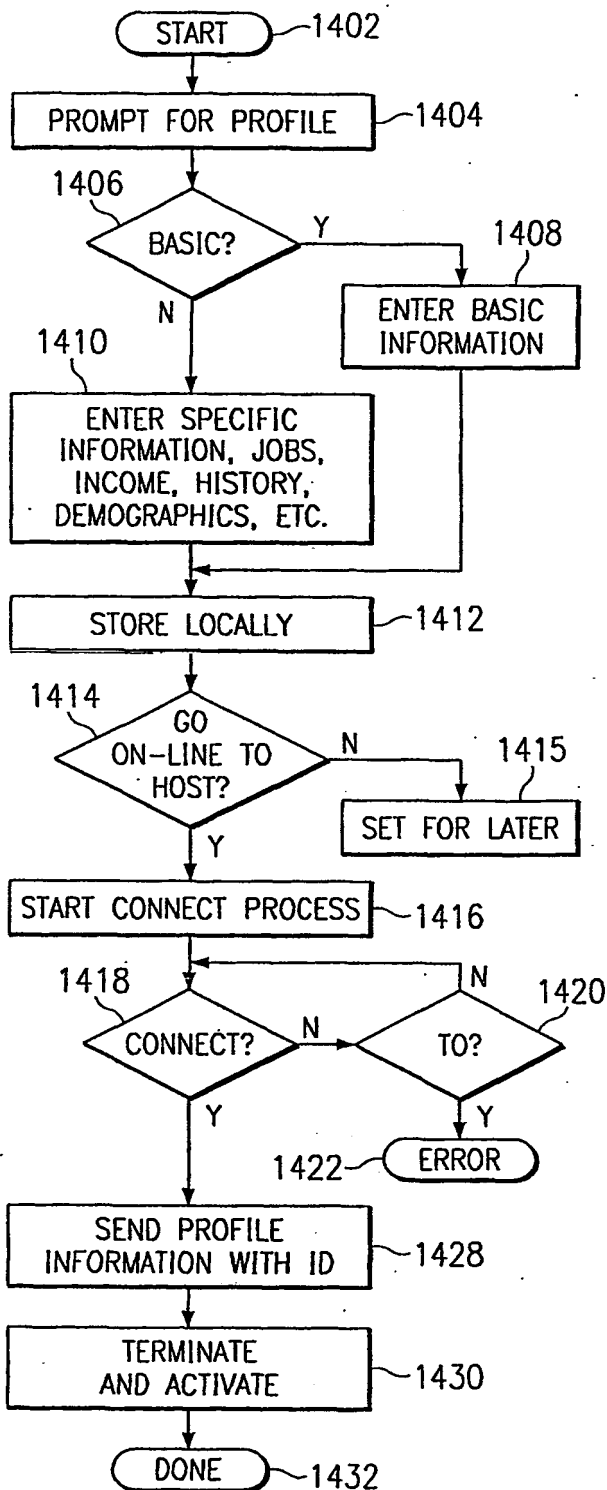 START
1402
PROMPT FOR PROFILE
1404
1406
BASIC?
Y
N
1408
ENTER BASIC
INFORMATION
1410
ENTER SPECIFIC
INFORMATION, JOBS,
INCOME, HISTORY,
DEMOGRAPHICS, ETC.
STORE LOCALLY
1412
1414
GO
ON-LINE TO
HOST?
N
Y
1415
SET FOR LATER
START CONNECT PROCESS
1416
1418
CONNECT?
N
Y
1420
TO?
N
Y
1422
ERROR
SEND PROFILE
INFORMATION WITH ID
1428
TERMINATE
AND ACTIVATE
1430
DONE
1432